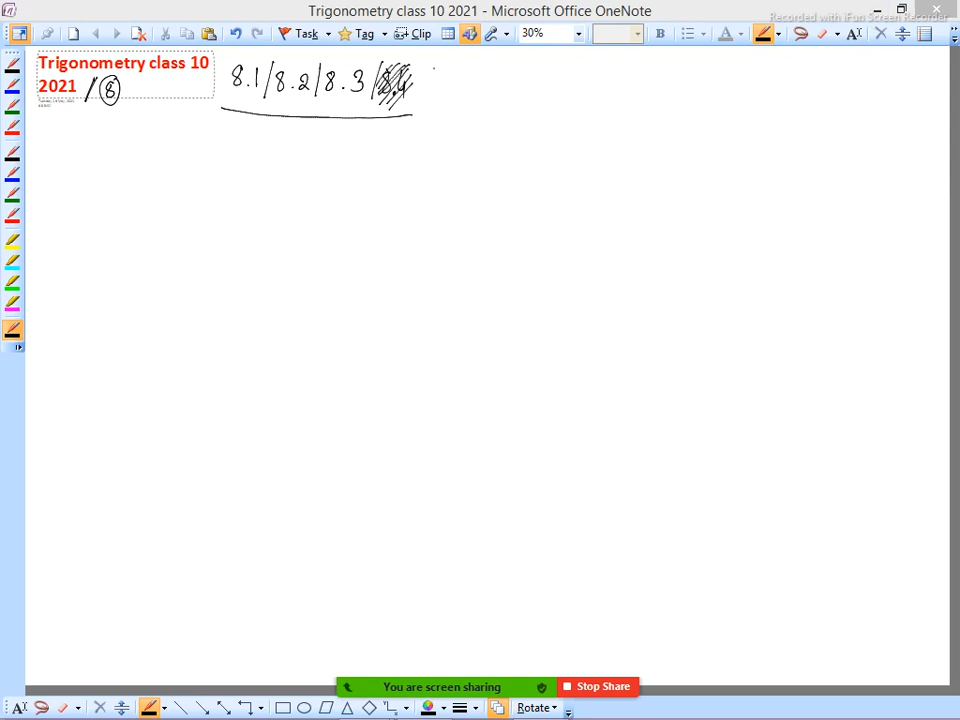 Trigonometry class 10 2021 - Microsoft Office OneNote
Recorded with iFun Screen Recorder
Task Tag Clip 30% B A
Trigonometry class 10
2021 / 8
8.1/8.2/8.3/8.4
You are screen sharing Stop Share
Rotate